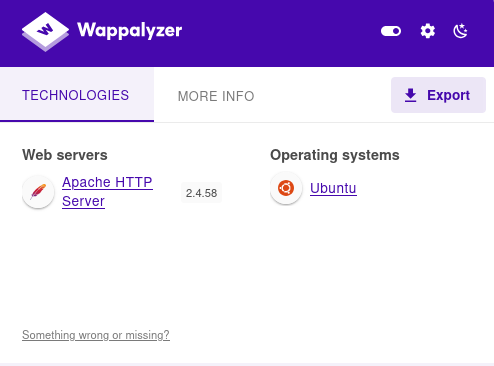 Wappalyzer
TECHNOLOGIES
MORE INFO
Export
Web servers
Apache HTTP
Server
2.4.58
Operating systems
Ubuntu
Something wrong or missing?